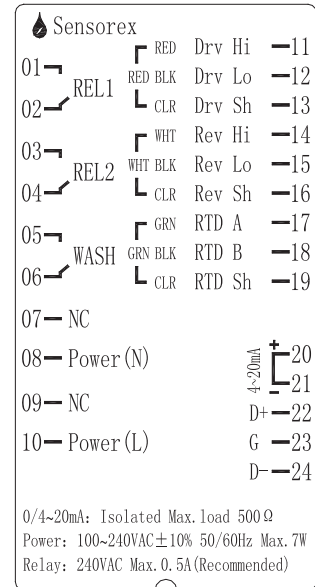 Sensorex
01 REL1 RED Drv Hi 11
02 RED BLK Drv Lo 12
CLR Drv Sh 13
03 REL2 WHT Rev Hi 14
04 WHT BLK Rev Lo 15
CLR Rev Sh 16
05 WASH GRN RTD A 17
06 GRN BLK RTD B 18
CLR RTD Sh 19
07 NC
08 Power(N) 4~20mA + 20
- 21
09 NC D+ 22
10 Power(L) G 23
D- 24
0/4~20mA: Isolated Max. load 500Ω
Power: 100~240VAC±10% 50/60Hz Max. 7W
Relay: 240VAC Max. 0.5A(Recommended)